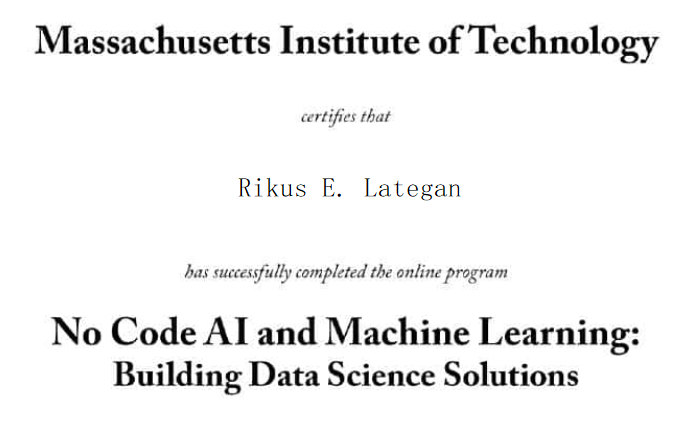 Massachusetts Institute of Technology
certifies that
Rikus E. Lategan
has successfully completed the online program
No Code AI and Machine Learning:
Building Data Science Solutions